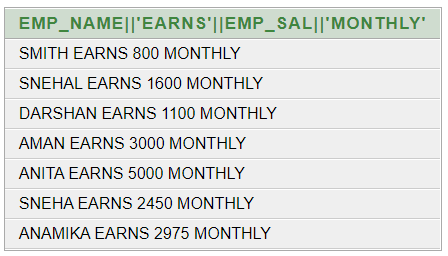 EMP_NAME||'EARNS'||EMP_SAL||'MONTHLY'
SMITH EARNS 800 MONTHLY
SNEHAL EARNS 1600 MONTHLY
DARSHAN EARNS 1100 MONTHLY
AMAN EARNS 3000 MONTHLY
ANITA EARNS 5000 MONTHLY
SNEHA EARNS 2450 MONTHLY
ANAMIKA EARNS 2975 MONTHLY